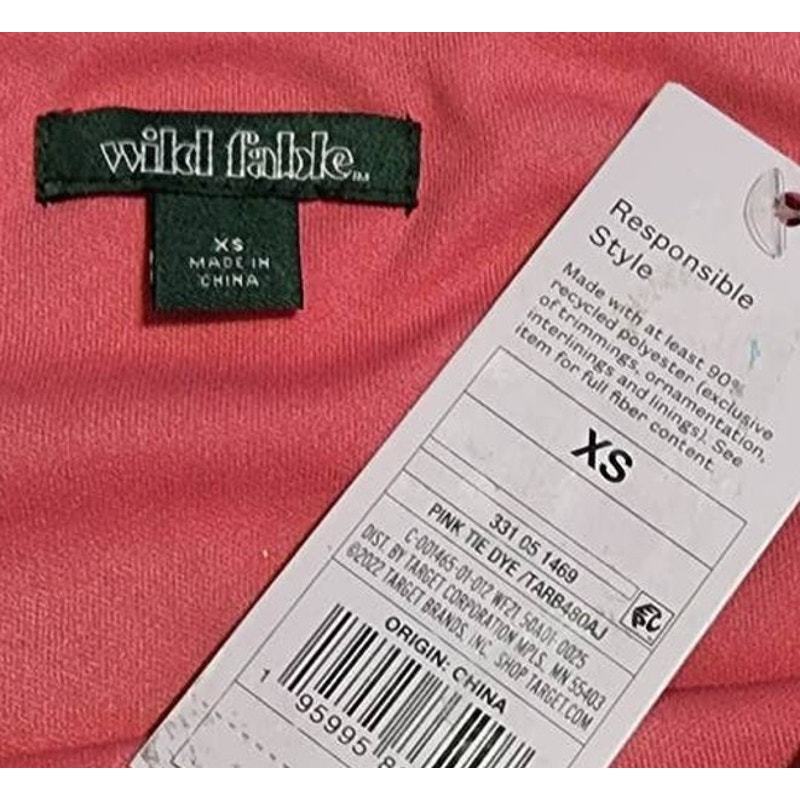 wild fable™
XS
MADE IN
CHINA
Responsible
Style
Made with at least 90%
recycled polyester (exclusive
of trimmings, ornamentation,
interlinings and linings). See
item for full fiber content.
XS
331 05 1469
PINK TIE DYE /TARB480AJ
C-001465-01-012 WF21 50A01: 0025
DIST. BY TARGET CORPORATION MPLS, MN 55403
©2022 TARGET BRANDS, INC. SHOP TARGET.COM
ORIGIN: CHINA
1 95995